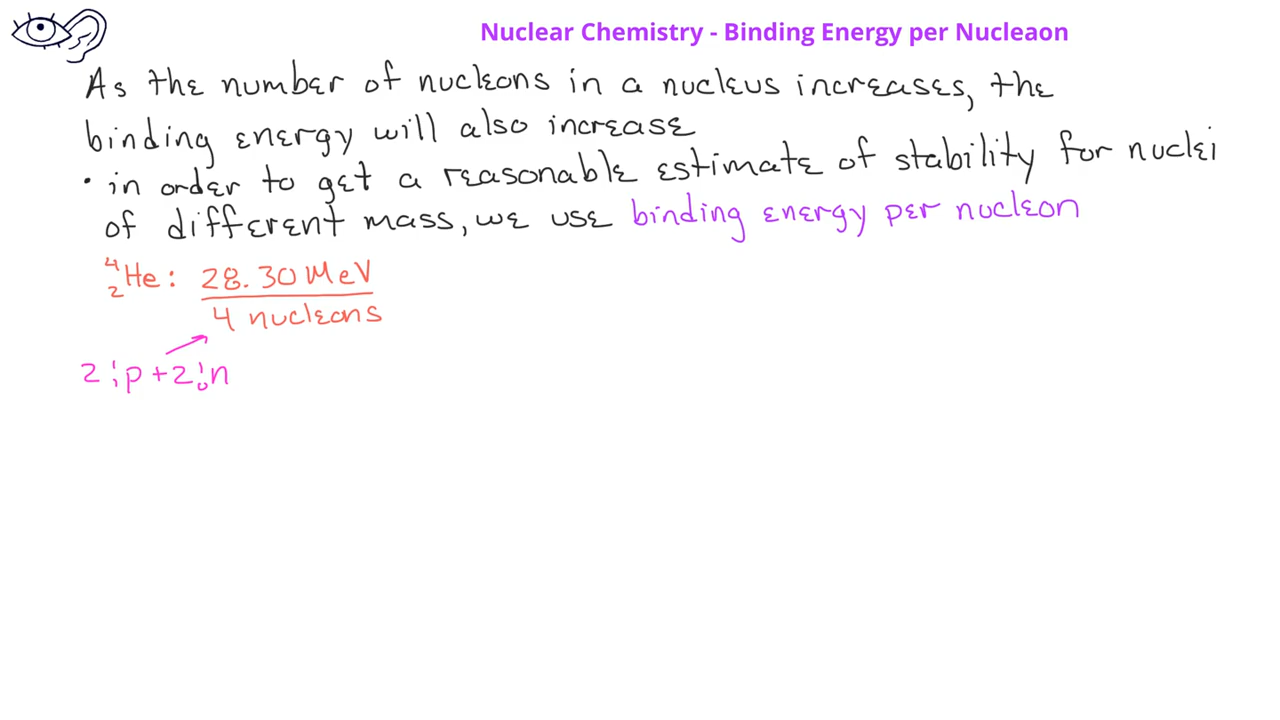 Nuclear Chemistry - Binding Energy per Nucleaon
As the number of nucleons in a nucleus increases, the
binding energy will also increase
• in order to get a reasonable estimate of stability for nuclei
of different mass, we use binding energy per nucleon
⁴₂He: 28.30 MeV
4 nucleons
2 ¹₁p + 2 ¹₀n